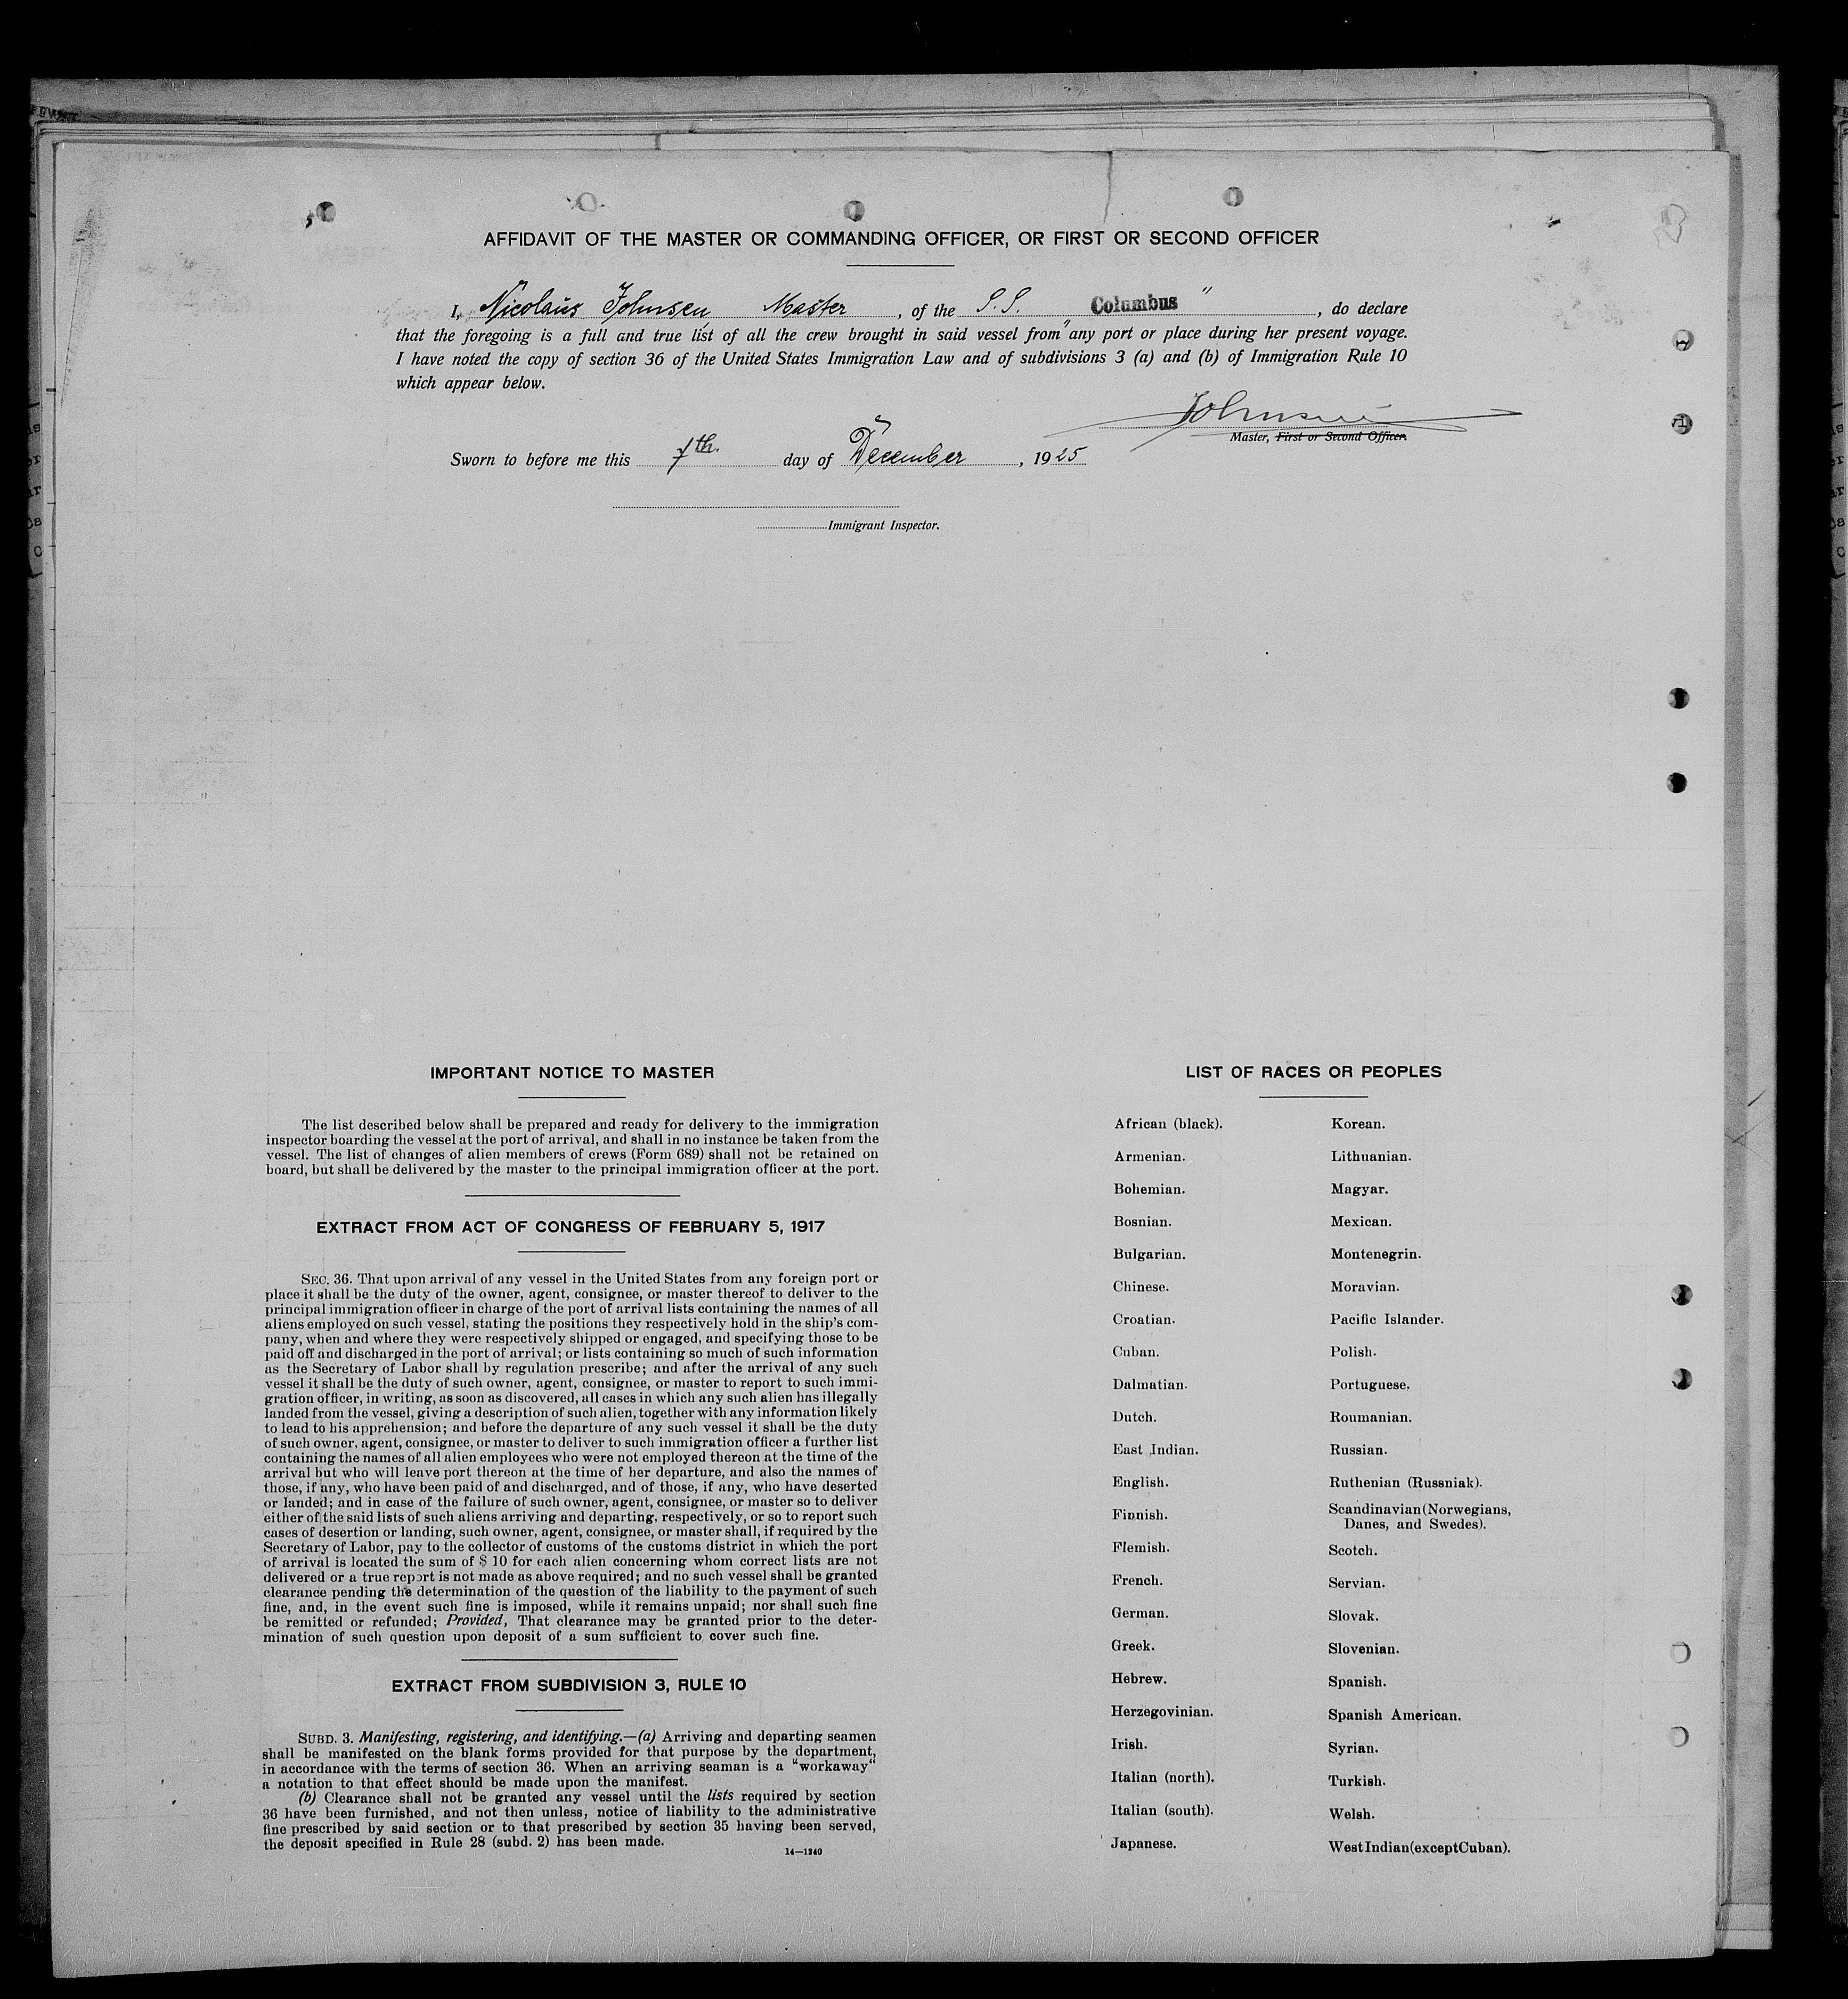 AFFIDAVIT OF THE MASTER OR COMMANDING OFFICER, OR FIRST OR SECOND OFFICER
I, Nicolaus Johnsen, Master, of the S.S. " Columbus ", do declare
that the foregoing is a full and true list of all the crew brought in said vessel from any port or place during her present voyage.
I have noted the copy of section 36 of the United States Immigration Law and of subdivisions 3 (a) and (b) of Immigration Rule 10
which appear below.
Johnsen
Master, First or Second Officer.
Sworn to before me this 7th day of December, 1925
Immigrant Inspector.
IMPORTANT NOTICE TO MASTER
The list described below shall be prepared and ready for delivery to the immigration
inspector boarding the vessel at the port of arrival, and shall in no instance be taken from the
vessel. The list of changes of alien members of crews (Form 689) shall not be retained on
board, but shall be delivered by the master to the principal immigration officer at the port.
EXTRACT FROM ACT OF CONGRESS OF FEBRUARY 5, 1917
SEC. 36. That upon arrival of any vessel in the United States from any foreign port or
place it shall be the duty of the owner, agent, consignee, or master thereof to deliver to the
principal immigration officer in charge of the port of arrival lists containing the names of all
aliens employed on such vessel, stating the positions they respectively hold in the ship's com-
pany, when and where they were respectively shipped or engaged, and specifying those to be
paid off and discharged in the port of arrival; or lists containing so much of such information
as the Secretary of Labor shall by regulation prescribe; and after the arrival of any such
vessel it shall be the duty of such owner, agent, consignee, or master to report to such immi-
gration officer, in writing, as soon as discovered, all cases in which any such alien has illegally
landed from the vessel, giving a description of such alien, together with any information likely
to lead to his apprehension; and before the departure of any such vessel it shall be the duty
of such owner, agent, consignee, or master to deliver to such immigration officer a further list
containing the names of all alien employees who were not employed thereon at the time of the
arrival but who will leave port thereon at the time of her departure, and also the names of
those, if any, who have been paid of and discharged, and of those, if any, who have deserted
or landed; and in case of the failure of such owner, agent, consignee, or master so to deliver
either of the said lists of such aliens arriving and departing, respectively, or so to report such
cases of desertion or landing, such owner, agent, consignee, or master shall, if required by the
Secretary of Labor, pay to the collector of customs of the customs district in which the port
of arrival is located the sum of $ 10 for each alien concerning whom correct lists are not
delivered or a true report is not made as above required; and no such vessel shall be granted
clearance pending the determination of the question of the liability to the payment of such
fine, and, in the event such fine is imposed, while it remains unpaid; nor shall such fine
be remitted or refunded; Provided, That clearance may be granted prior to the deter-
mination of such question upon deposit of a sum sufficient to cover such fine.
EXTRACT FROM SUBDIVISION 3, RULE 10
SUBD. 3. Manifesting, registering, and identifying.—(a) Arriving and departing seamen
shall be manifested on the blank forms provided for that purpose by the department,
in accordance with the terms of section 36. When an arriving seaman is a "workaway"
a notation to that effect should be made upon the manifest.
(b) Clearance shall not be granted any vessel until the lists required by section
36 have been furnished, and not then unless, notice of liability to the administrative
fine prescribed by said section or to that prescribed by section 35 having been served,
the deposit specified in Rule 28 (subd. 2) has been made.
14—1240
LIST OF RACES OR PEOPLES
African (black).
Armenian.
Bohemian.
Bosnian.
Bulgarian.
Chinese.
Croatian.
Cuban.
Dalmatian.
Dutch.
East Indian.
English.
Finnish.
Flemish.
French.
German.
Greek.
Hebrew.
Herzegovinian.
Irish.
Italian (north).
Italian (south).
Japanese.
Korean.
Lithuanian.
Magyar.
Mexican.
Montenegrin.
Moravian.
Pacific Islander.
Polish.
Portuguese.
Roumanian.
Russian.
Ruthenian (Russniak).
Scandinavian (Norwegians,
Danes, and Swedes).
Scotch.
Servian.
Slovak.
Slovenian.
Spanish.
Spanish American.
Syrian.
Turkish.
Welsh.
West Indian (except Cuban).